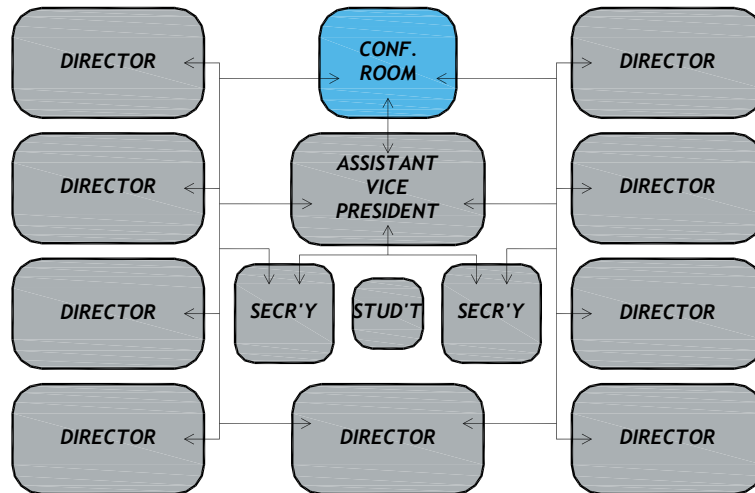 DIRECTOR
CONF.
ROOM
DIRECTOR
DIRECTOR
ASSISTANT
VICE
PRESIDENT
DIRECTOR
DIRECTOR
SECR'Y
STUD'T
SECR'Y
DIRECTOR
DIRECTOR
DIRECTOR
DIRECTOR